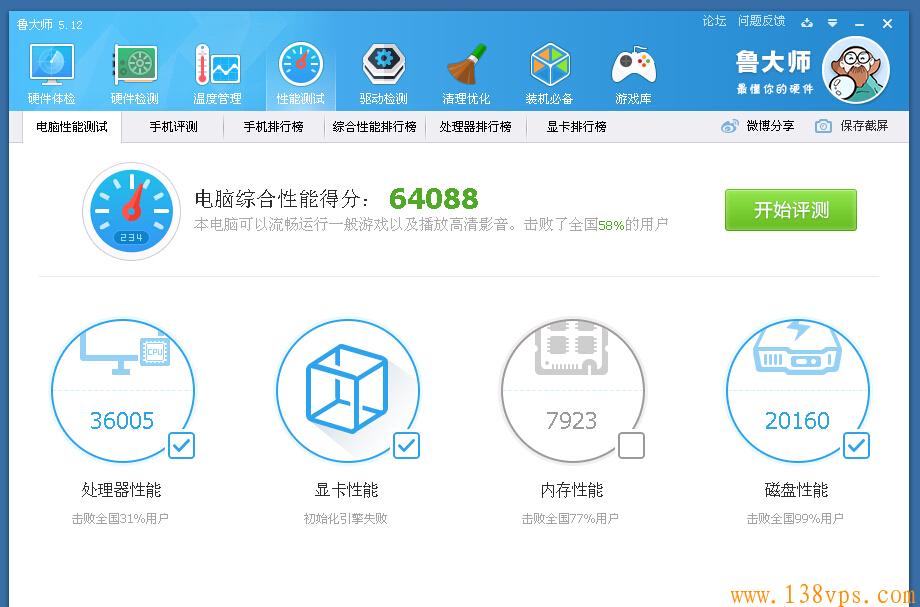 鲁大师 5.12
论坛 问题反馈
硬件体检 硬件检测 温度管理 性能测试 驱动检测 清理优化 装机必备 游戏库
鲁大师
最懂你的硬件
电脑性能测试 手机评测 手机排行榜 综合性能排行榜 处理器排行榜 显卡排行榜 微博分享 保存截屏
电脑综合性能得分： 64088
本电脑可以流畅运行一般游戏以及播放高清影音。击败了全国58%的用户
开始评测
234
CPU
36005 7923 20160
处理器性能 显卡性能 内存性能 磁盘性能
击败全国31%用户 初始化引擎失败 击败全国77%用户 击败全国99%用户
www.138vps.com